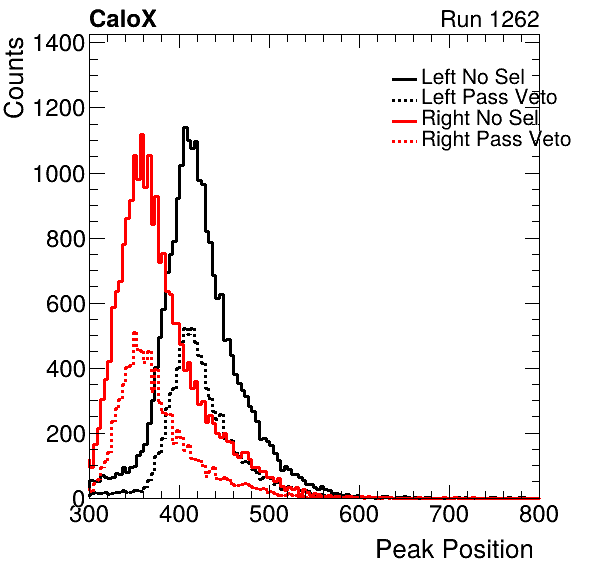 CaloX Run 1262
Counts
1400
1200
1000
800
600
400
200
0
Left No Sel
Left Pass Veto
Right No Sel
Right Pass Veto
300 400 500 600 700 800
Peak Position